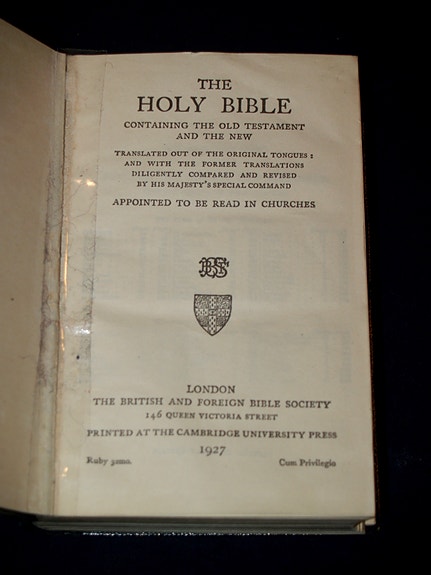 THE
HOLY BIBLE
CONTAINING THE OLD TESTAMENT
AND THE NEW
TRANSLATED OUT OF THE ORIGINAL TONGUES :
AND WITH THE FORMER TRANSLATIONS
DILIGENTLY COMPARED AND REVISED
BY HIS MAJESTY'S SPECIAL COMMAND
APPOINTED TO BE READ IN CHURCHES
LONDON
THE BRITISH AND FOREIGN BIBLE SOCIETY
146 QUEEN VICTORIA STREET
PRINTED AT THE CAMBRIDGE UNIVERSITY PRESS
1927
Ruby 32mo. Cum Privilegio